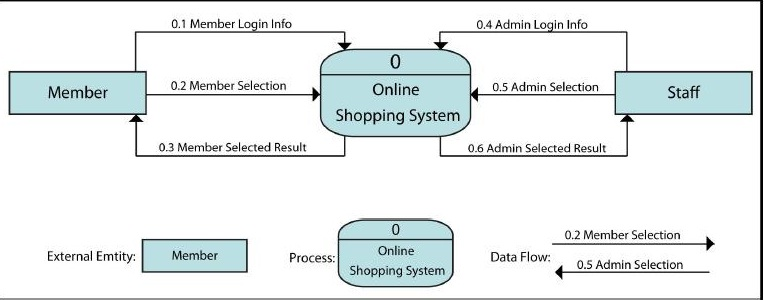 0.1 Member Login Info
0.4 Admin Login Info
0
Member
0.2 Member Selection
Online
Shopping System
0.5 Admin Selection
Staff
0.3 Member Selected Result
0.6 Admin Selected Result
External Emtity:
Member
Process:
0
Online
Shopping System
Data Flow:
0.2 Member Selection
0.5 Admin Selection